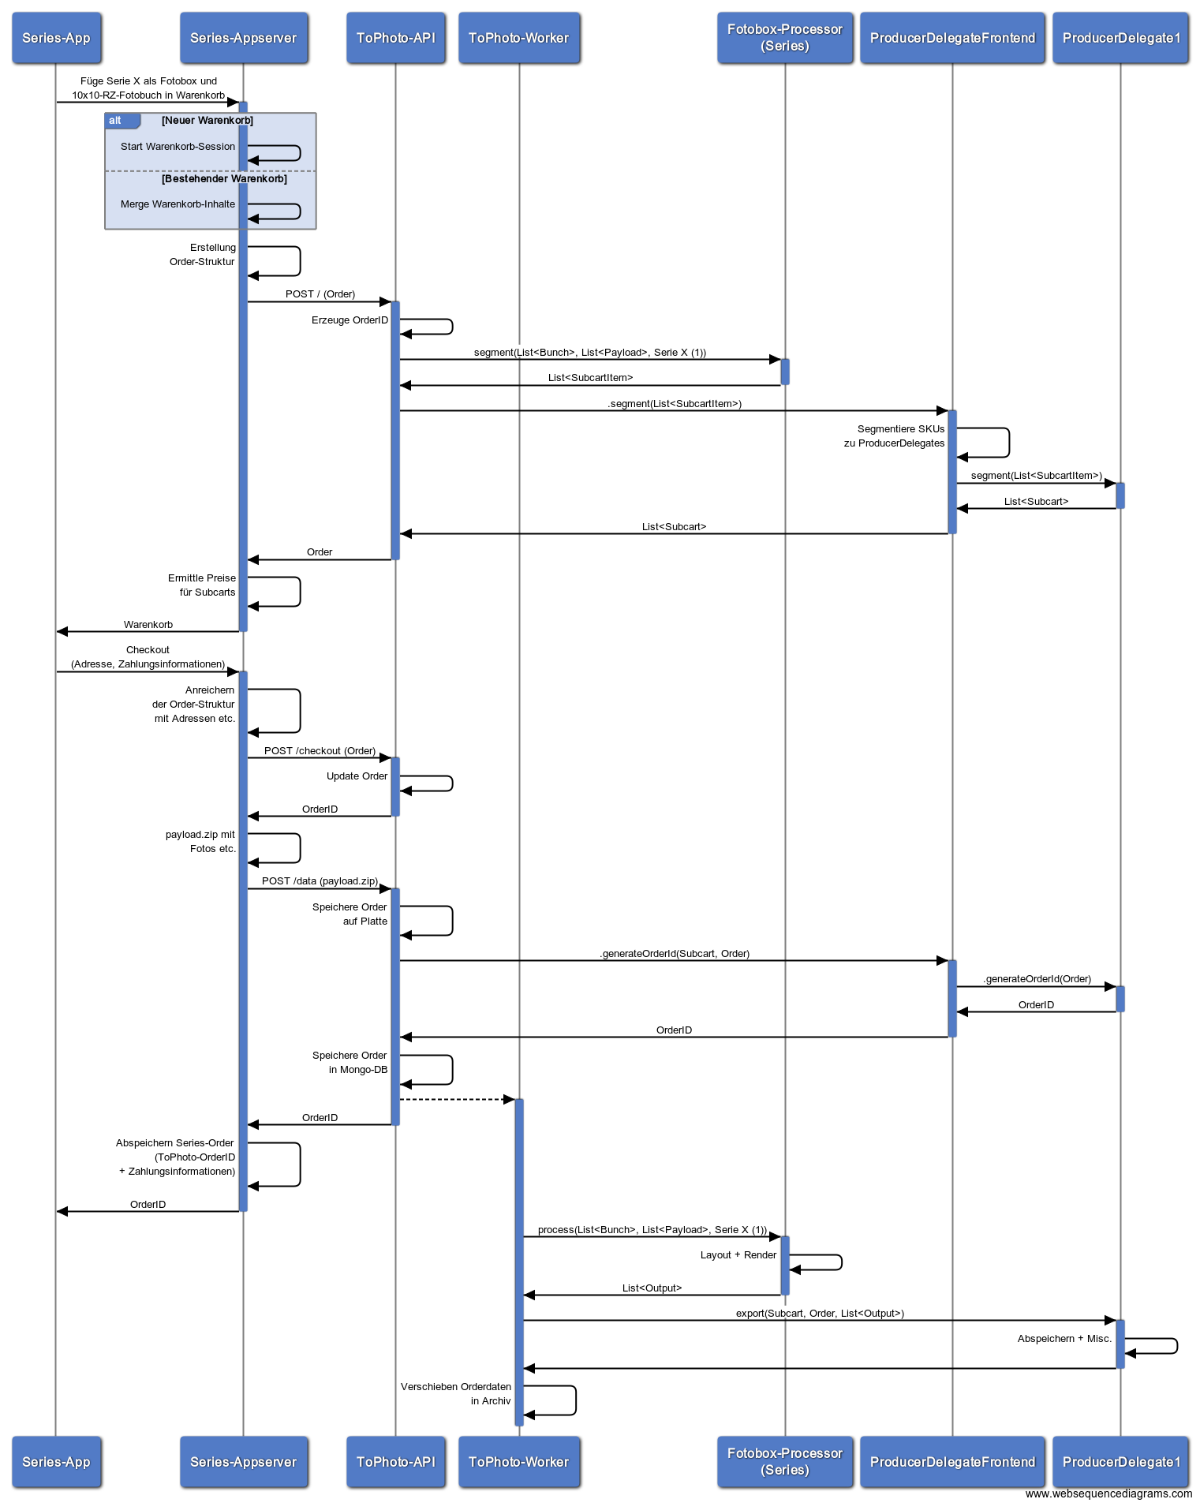 Series-App
Series-Appserver
ToPhoto-API
ToPhoto-Worker
Fotobox-Processor
(Series)
ProducerDelegateFrontend
ProducerDelegate1
Füge Serie X als Fotobox und
10x10-RZ-Fotobuch in Warenkorb
alt
[Neuer Warenkorb]
Start Warenkorb-Session
[Bestehender Warenkorb]
Merge Warenkorb-Inhalte
Erstellung
Order-Struktur
POST / (Order)
Erzeuge OrderID
segment(List<Bunch>, List<Payload>, Serie X (1))
List<SubcartItem>
.segment(List<SubcartItem>)
Segmentiere SKUs
zu ProducerDelegates
segment(List<SubcartItem>)
List<Subcart>
List<Subcart>
Order
Ermittle Preise
für Subcarts
Warenkorb
Checkout
(Adresse, Zahlungsinformationen)
Anreichern
der Order-Struktur
mit Adressen etc.
POST /checkout (Order)
Update Order
OrderID
payload.zip mit
Fotos etc.
POST /data (payload.zip)
Speichere Order
auf Platte
.generateOrderId(Subcart, Order)
.generateOrderId(Order)
OrderID
OrderID
Speichere Order
in Mongo-DB
OrderID
Abspeichern Series-Order
(ToPhoto-OrderID
+ Zahlungsinformationen)
OrderID
process(List<Bunch>, List<Payload>, Serie X (1))
Layout + Render
List<Output>
export(Subcart, Order, List<Output>)
Abspeichern + Misc.
Verschieben Orderdaten
in Archiv
Series-App
Series-Appserver
ToPhoto-API
ToPhoto-Worker
Fotobox-Processor
(Series)
ProducerDelegateFrontend
ProducerDelegate1
www.websequencediagrams.com